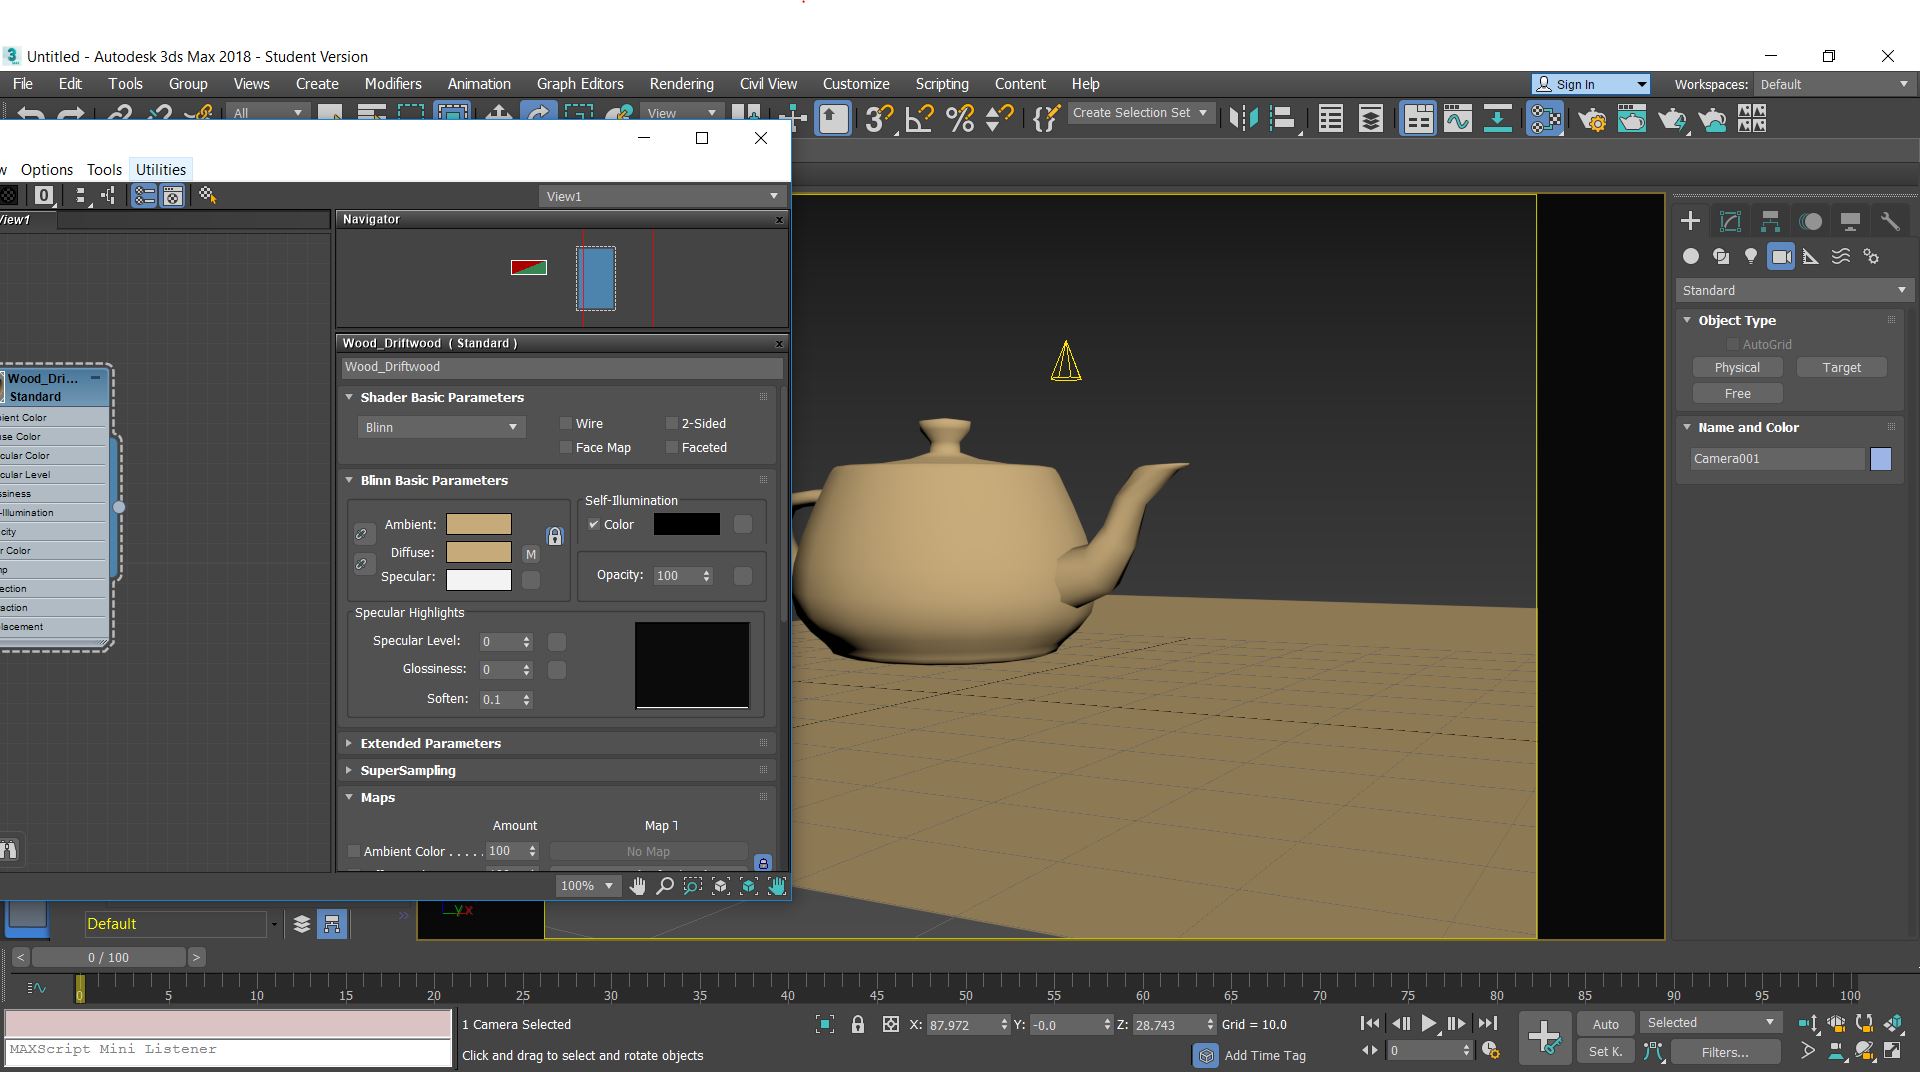 Untitled - Autodesk 3ds Max 2018 - Student Version
File Edit Tools Group Views Create Modifiers Animation Graph Editors Rendering Civil View Customize Scripting Content Help Sign In Workspaces: Default
All View Create Selection Set
Options Tools Utilities
0 View1
View1
Navigator
Wood_Driftwood ( Standard )
Wood_Driftwood
Shader Basic Parameters
Blinn Wire 2-Sided
Face Map Faceted
Blinn Basic Parameters
Self-Illumination
Ambient: Color
Diffuse: M
Specular: Opacity: 100
Specular Highlights
Specular Level: 0
Glossiness: 0
Soften: 0.1
Extended Parameters
SuperSampling
Maps
Amount Map T
Ambient Color . . . . . 100 No Map
100%
Wood_Dri...
Standard
ient Color
se Color
cular Color
cular Level
ssiness
-Illumination
city
r Color
mp
ection
action
lacement
Standard
Object Type
AutoGrid
Physical Target
Free
Name and Color
Camera001
yx
Default
< 0 / 100 >
0 5 10 15 20 25 30 35 40 45 50 55 60 65 70 75 80 85 90 95 100
1 Camera Selected X: 87.972 Y: -0.0 Z: 28.743 Grid = 10.0 Auto Selected
MAXScript Mini Listener Click and drag to select and rotate objects Add Time Tag 0 Set K. Filters...